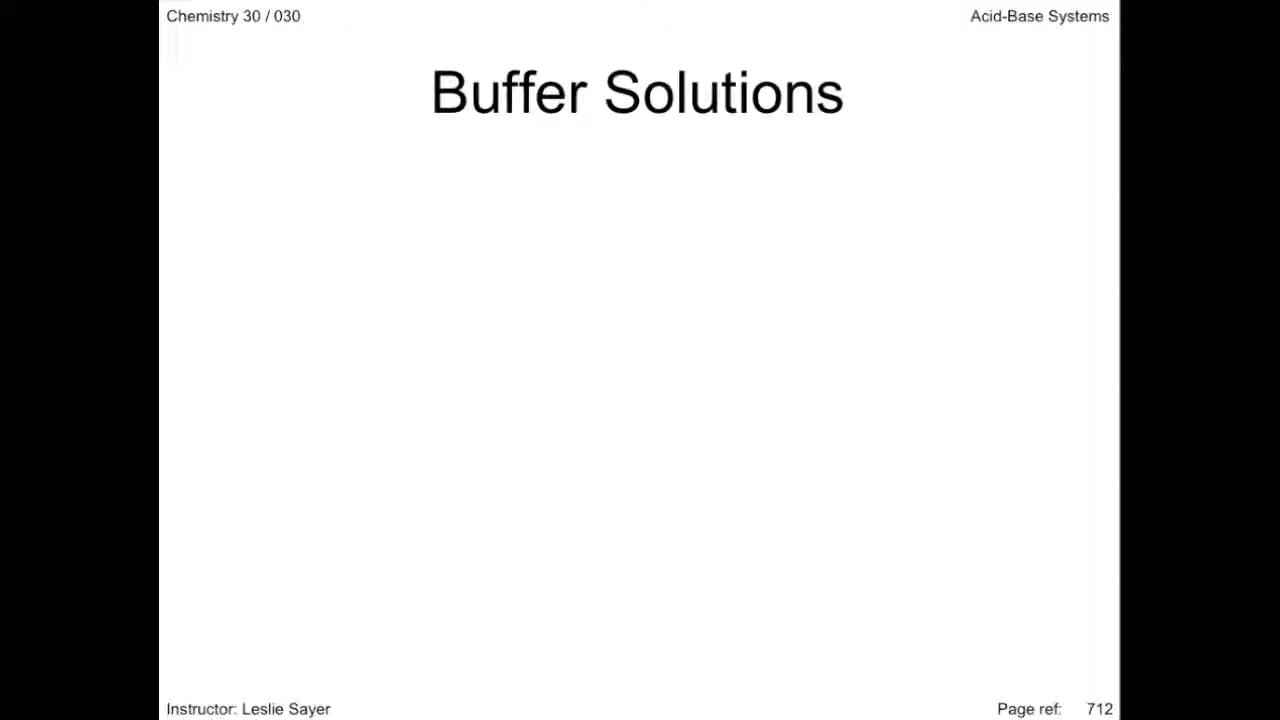 Chemistry 30 / 030
Acid-Base Systems
Buffer Solutions
Instructor: Leslie Sayer
Page ref: 712